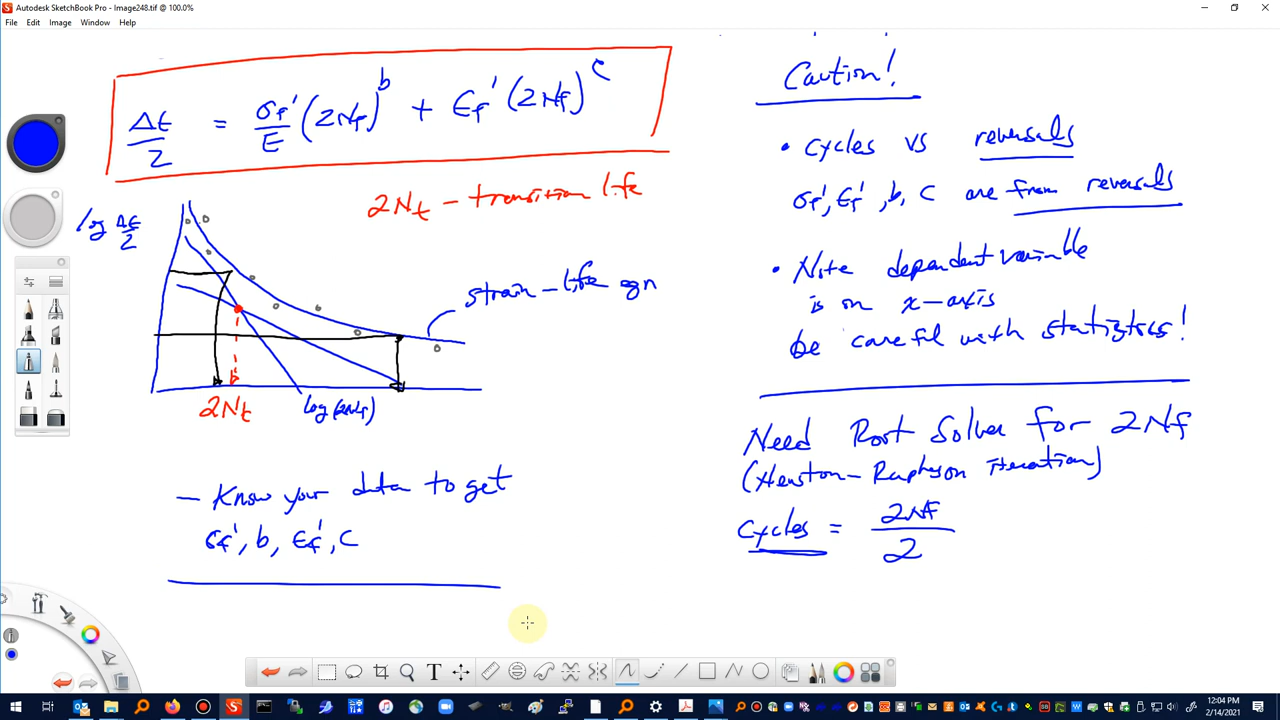 Autodesk SketchBook Pro - Image248.tif @ 100.0%
File Edit Image Window Help
Δε/2 = σf'/E (2Nf)^b + εf' (2Nf)^c
2Nt - transition life
log Δε/2
strain-life eqn
2Nt
log(2Nf)
- Know your data to get
σf', b, εf', c
Caution!
• Cycles vs reversals
σf', εf', b, c are from reversals
• Note dependent variable
is on x-axis
be careful with statistics!
Need Root Solver for 2Nf
(Newton-Raphson iteration)
Cycles = 2Nf/2
T
12:04 PM
2/14/2021